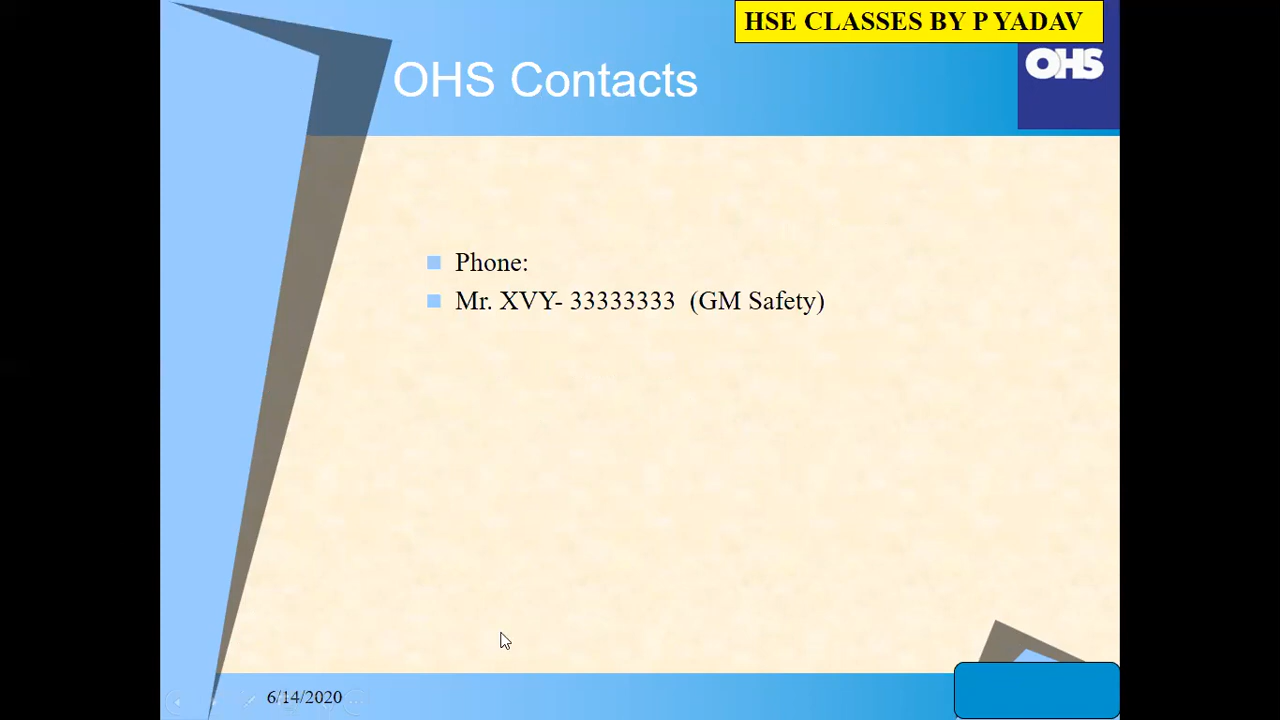 HSE CLASSES BY P YADAV
OHS
OHS Contacts
Phone:
Mr. XVY- 33333333 (GM Safety)
6/14/2020